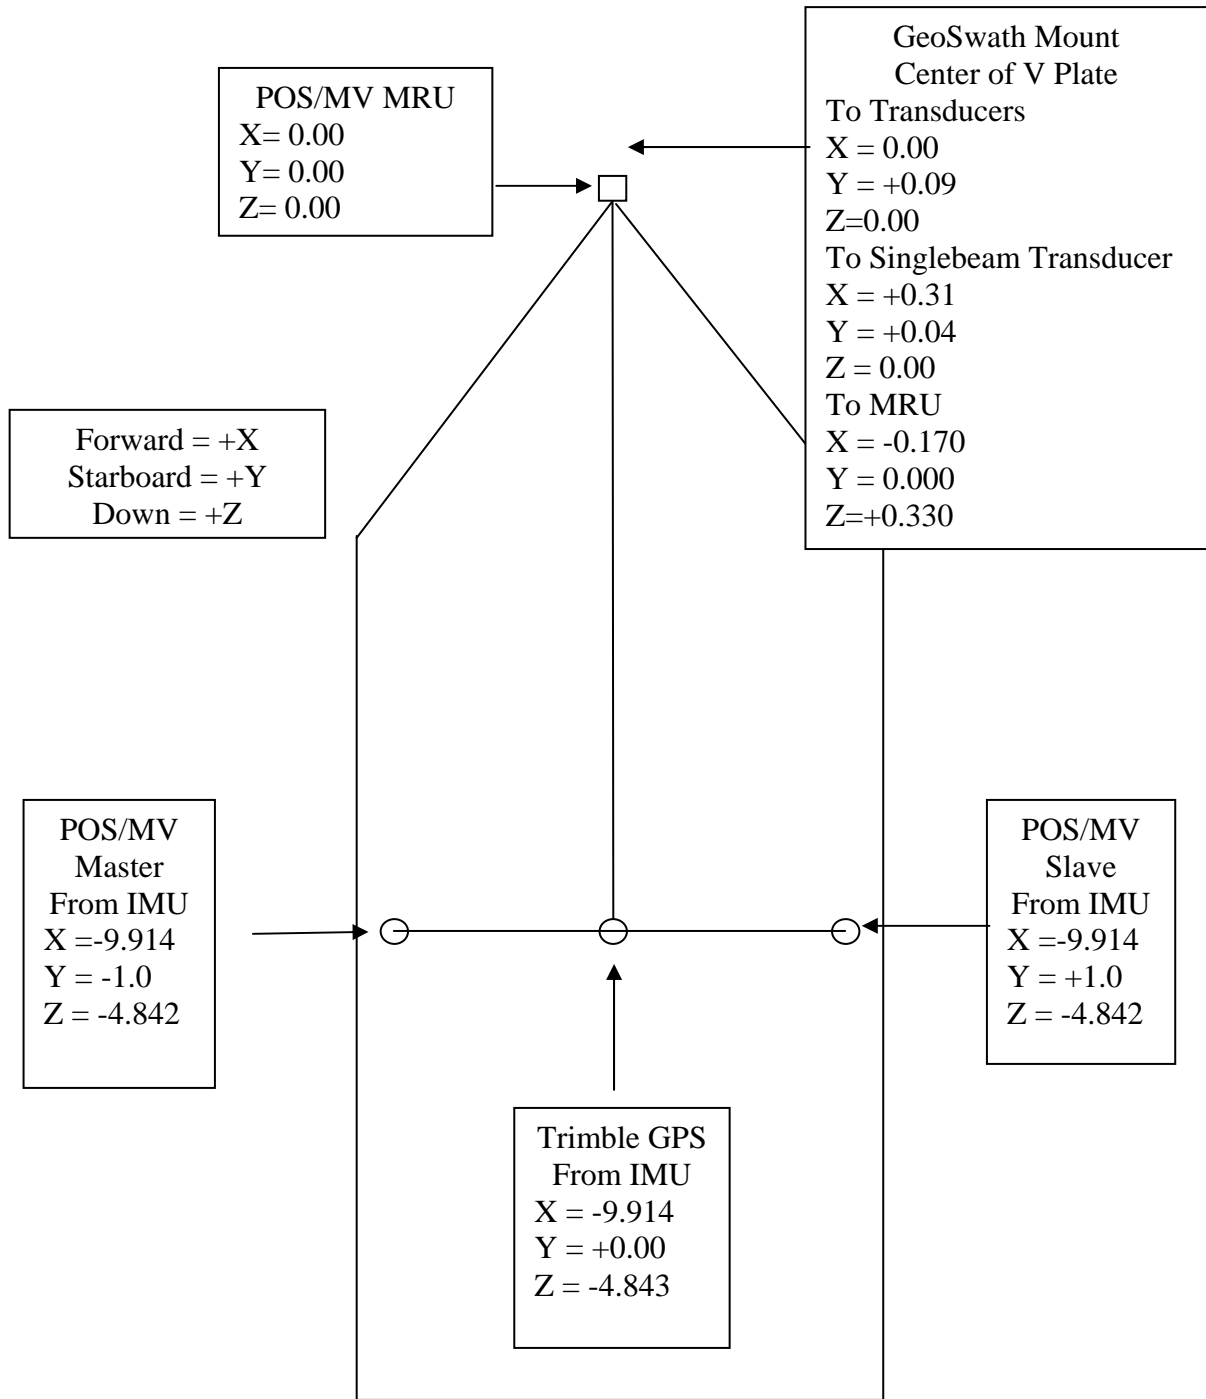 GeoSwath Mount
Center of V Plate
To Transducers
X = 0.00
Y = +0.09
Z=0.00
To Singlebeam Transducer
X = +0.31
Y = +0.04
Z = 0.00
To MRU
X = -0.170
Y = 0.000
Z=+0.330
POS/MV MRU
X= 0.00
Y= 0.00
Z= 0.00
Forward = +X
Starboard = +Y
Down = +Z
POS/MV
Master
From IMU
X =-9.914
Y = -1.0
Z = -4.842
POS/MV
Slave
From IMU
X =-9.914
Y = +1.0
Z = -4.842
Trimble GPS
From IMU
X = -9.914
Y = +0.00
Z = -4.843